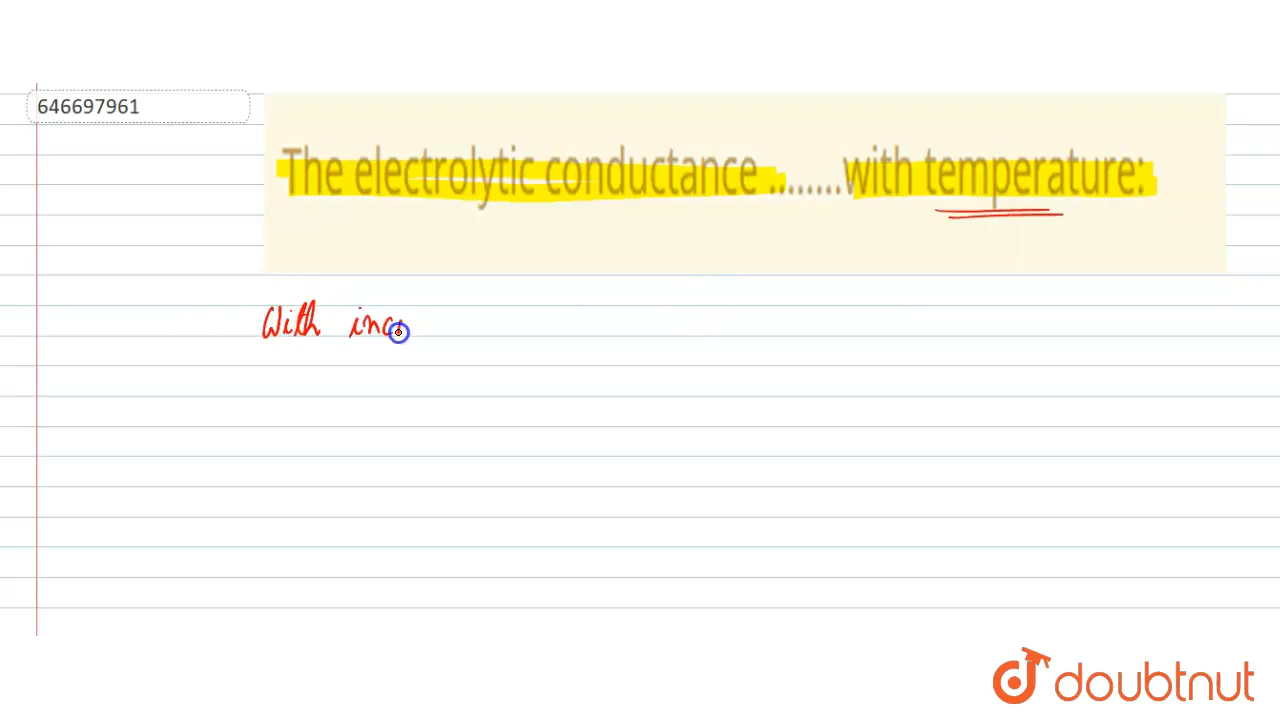 646697961
The electrolytic conductance ........with temperature:
With inc
doubtnut